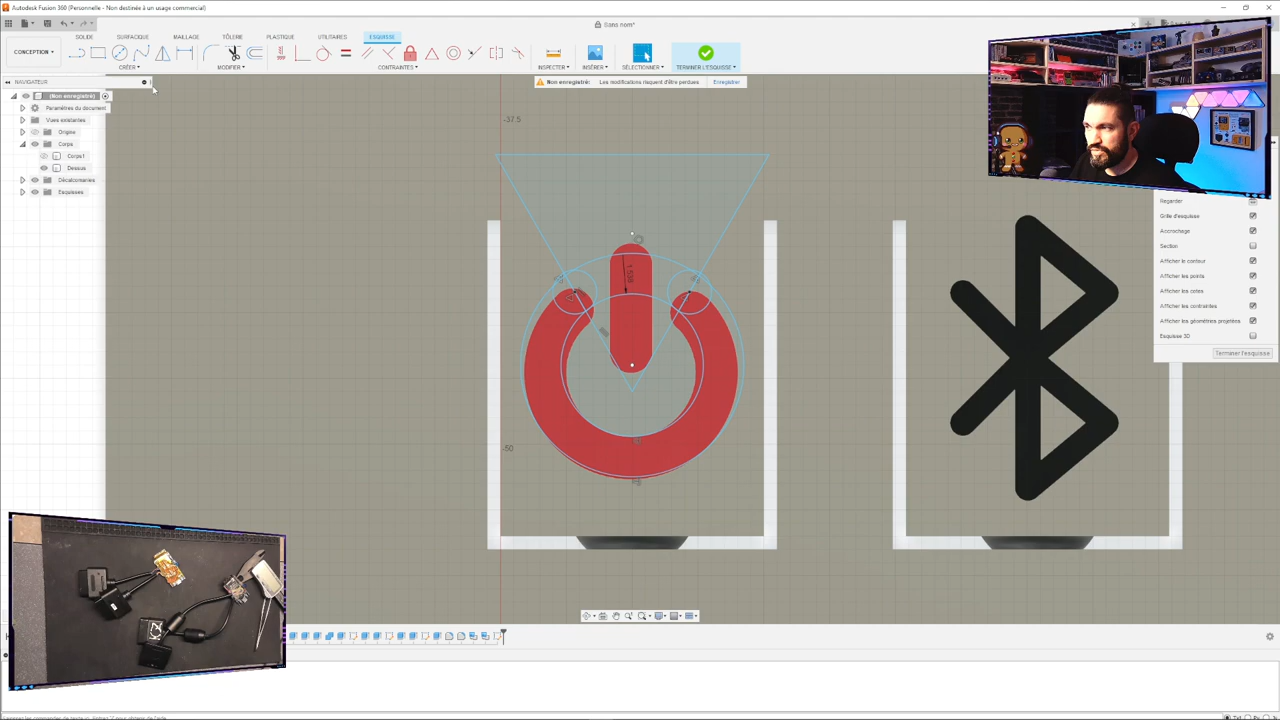 Autodesk Fusion 360 (Personnelle - Non destinée à un usage commercial)
Sans nom*
CONCEPTION
SOLIDE
SURFACIQUE
MAILLAGE
TÔLERIE
PLASTIQUE
UTILITAIRES
ESQUISSE
CRÉER
MODIFIER
CONTRAINTES
INSPECTER
INSÉRER
SÉLECTIONNER
TERMINER L'ESQUISSE
NAVIGATEUR
Non enregistré: Les modifications risquent d'être perdues Enregistrer
(Non enregistré)
Paramètres du document
Vues existantes
Origine
Corps
Corps1
Dessus
Décalcomanies
Esquisses
-37.5
-50
Regarder
Grille d'esquisse
Accrochage
Section
Afficher le contour
Afficher les points
Afficher les cotes
Afficher les contraintes
Afficher les géométries projetées
Esquisse 3D
Terminer l'esquisse